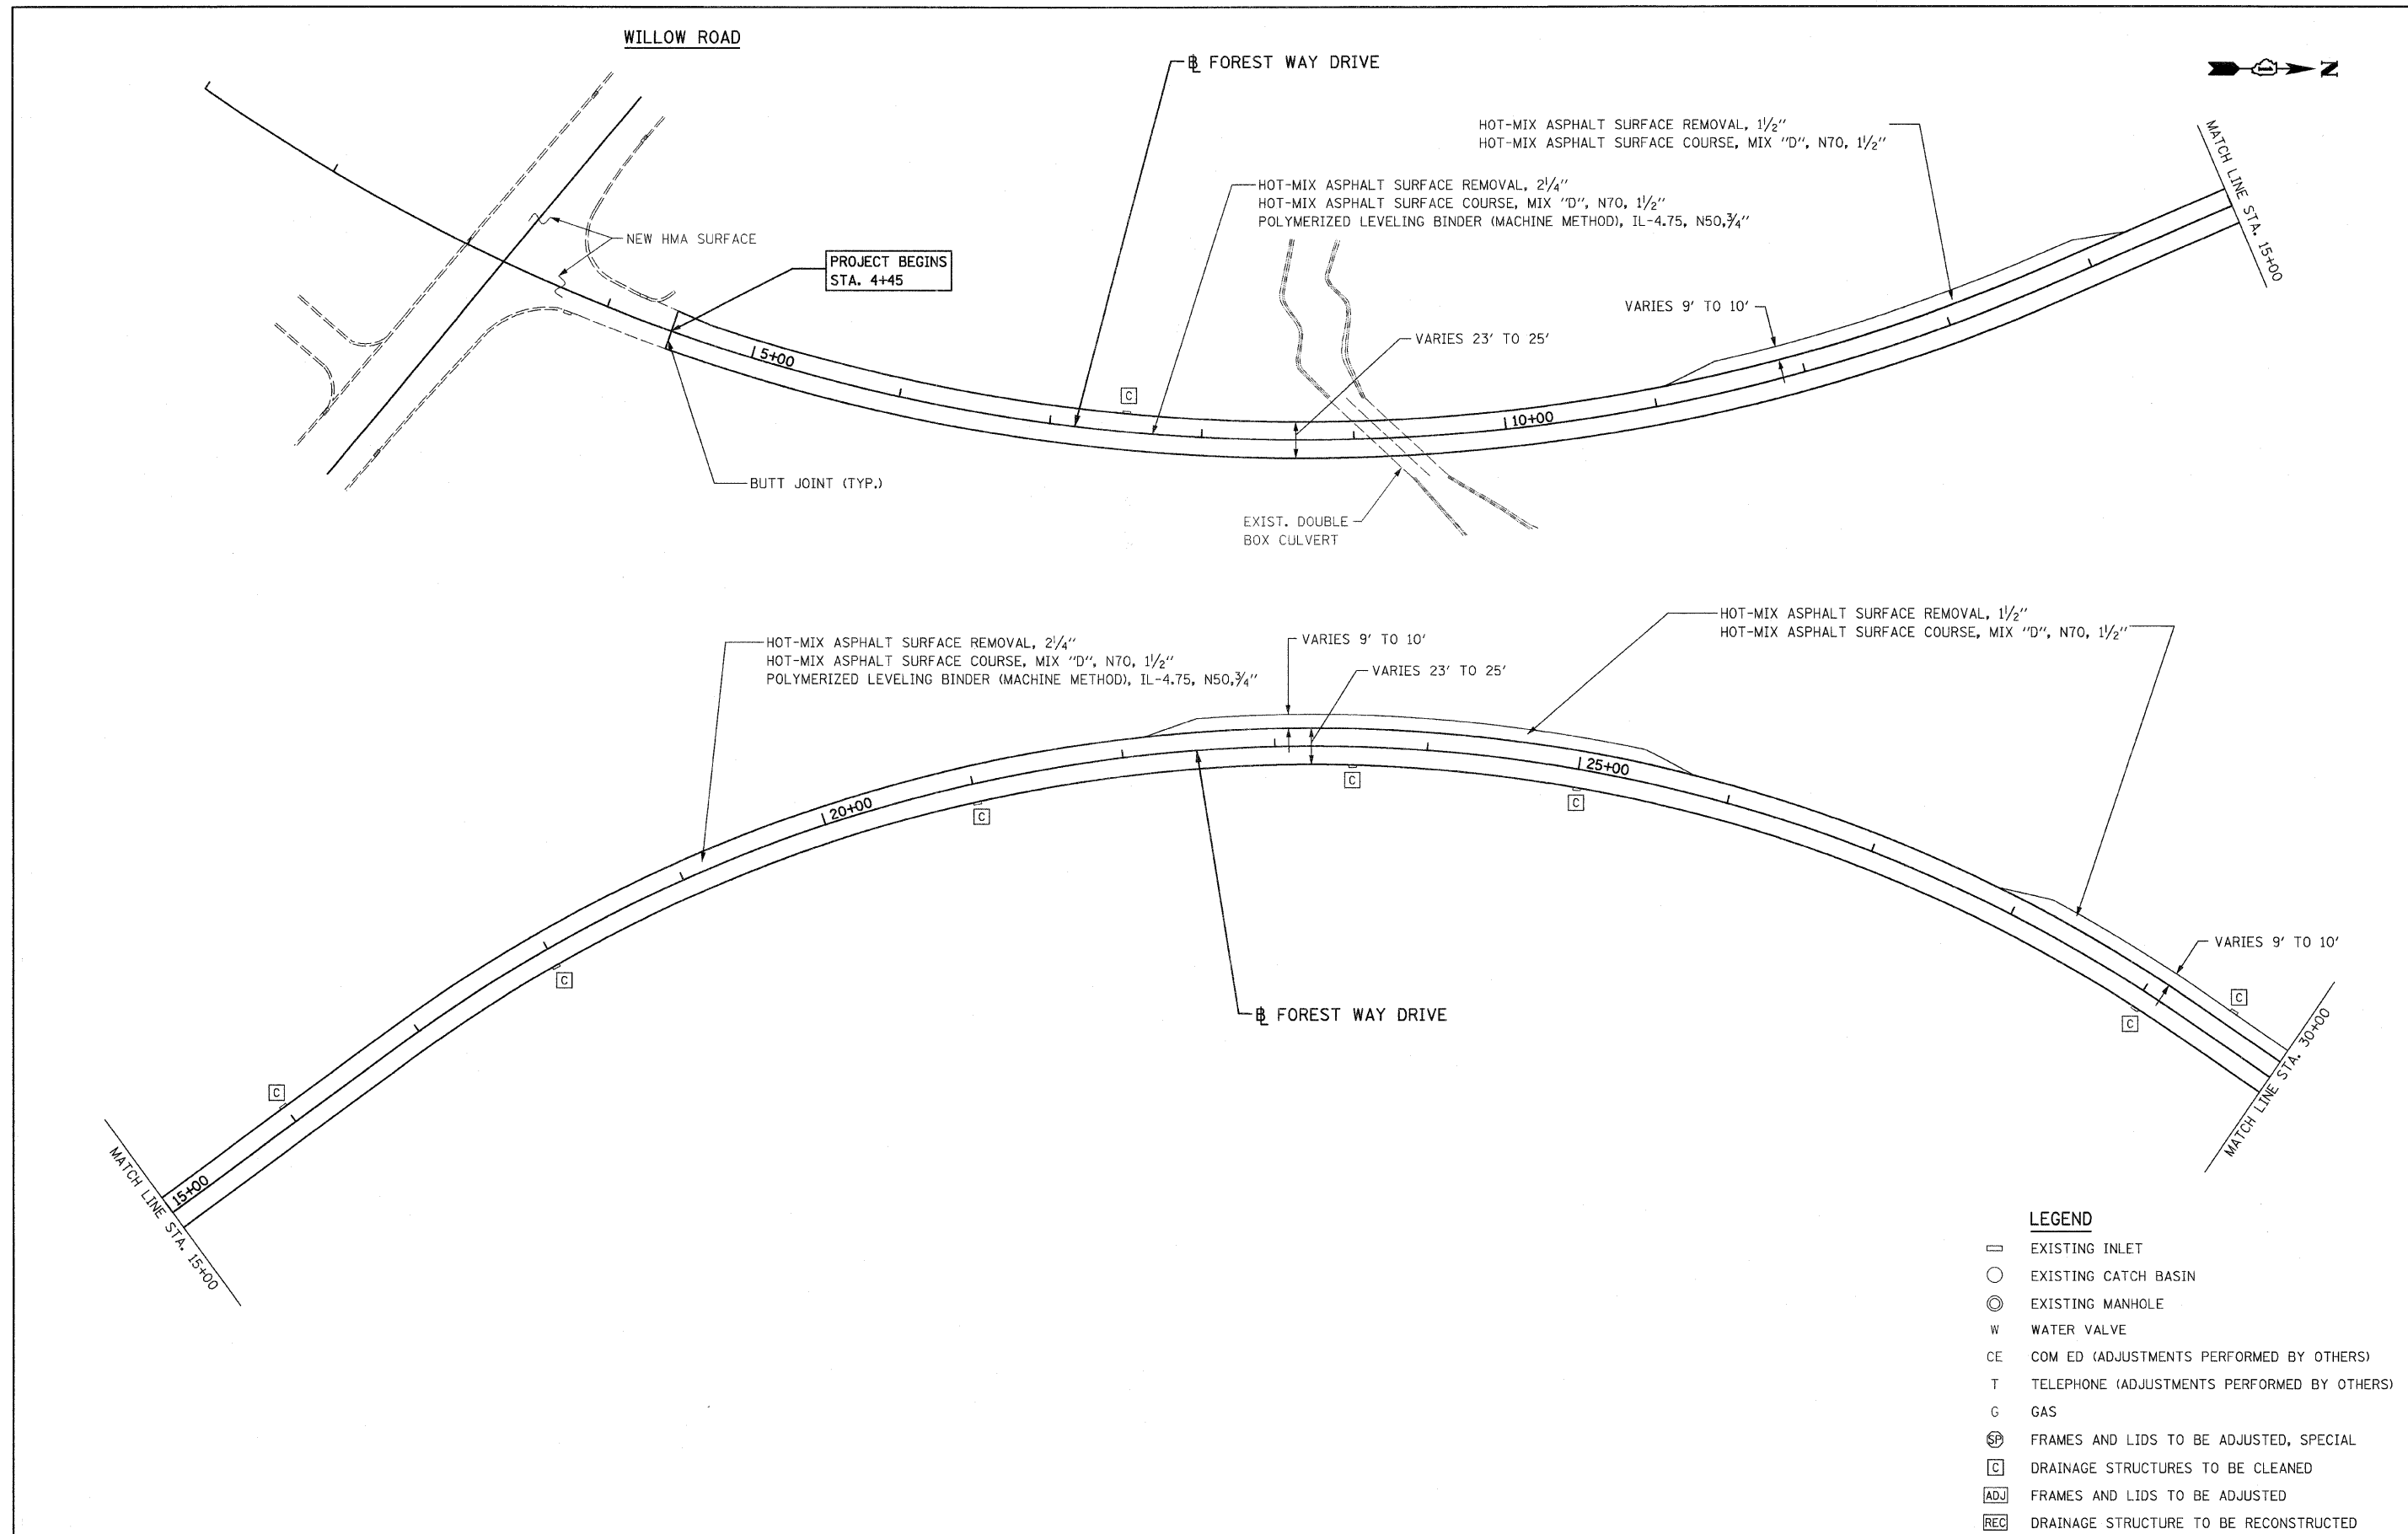 WILLOW ROAD
℄ FOREST WAY DRIVE
N
HOT-MIX ASPHALT SURFACE REMOVAL, 1½"
HOT-MIX ASPHALT SURFACE COURSE, MIX "D", N70, 1½"
MATCH LINE STA. 15+00
HOT-MIX ASPHALT SURFACE REMOVAL, 2¼"
HOT-MIX ASPHALT SURFACE COURSE, MIX "D", N70, 1½"
POLYMERIZED LEVELING BINDER (MACHINE METHOD), IL-4.75, N50,¾"
NEW HMA SURFACE
PROJECT BEGINS
STA. 4+45
VARIES 9' TO 10'
VARIES 23' TO 25'
5+00
C
10+00
BUTT JOINT (TYP.)
EXIST. DOUBLE
BOX CULVERT
HOT-MIX ASPHALT SURFACE REMOVAL, 2¼"
HOT-MIX ASPHALT SURFACE COURSE, MIX "D", N70, 1½"
POLYMERIZED LEVELING BINDER (MACHINE METHOD), IL-4.75, N50,¾"
VARIES 9' TO 10'
VARIES 23' TO 25'
HOT-MIX ASPHALT SURFACE REMOVAL, 1½"
HOT-MIX ASPHALT SURFACE COURSE, MIX "D", N70, 1½"
25+00
20+00
C
C
C
C
VARIES 9' TO 10'
C
C
℄ FOREST WAY DRIVE
C
15+00
MATCH LINE STA. 15+00
MATCH LINE STA. 30+00
LEGEND
EXISTING INLET
EXISTING CATCH BASIN
EXISTING MANHOLE
W WATER VALVE
CE COM ED (ADJUSTMENTS PERFORMED BY OTHERS)
T TELEPHONE (ADJUSTMENTS PERFORMED BY OTHERS)
G GAS
SP FRAMES AND LIDS TO BE ADJUSTED, SPECIAL
C DRAINAGE STRUCTURES TO BE CLEANED
ADJ FRAMES AND LIDS TO BE ADJUSTED
REC DRAINAGE STRUCTURE TO BE RECONSTRUCTED